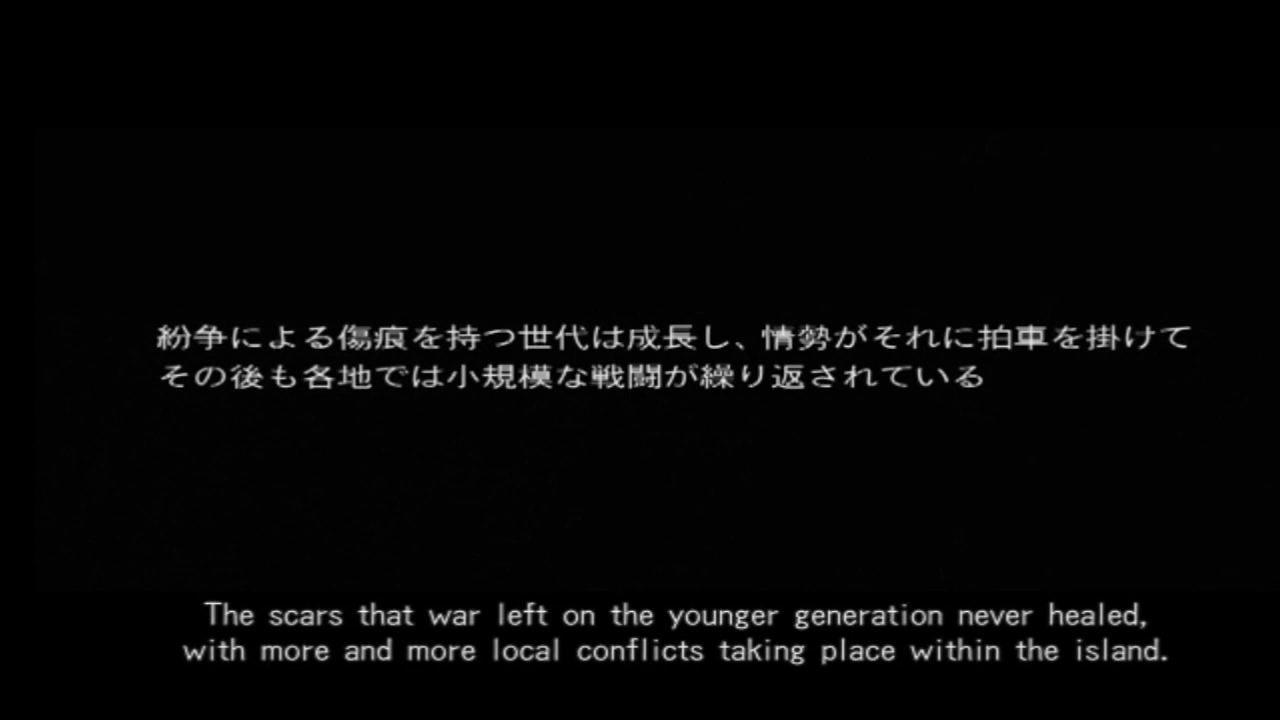 紛争による傷痕を持つ世代は成長し、情勢がそれに拍車を掛けて
その後も各地では小規模な戦闘が繰り返されている
The scars that war left on the younger generation never healed,
with more and more local conflicts taking place within the island.